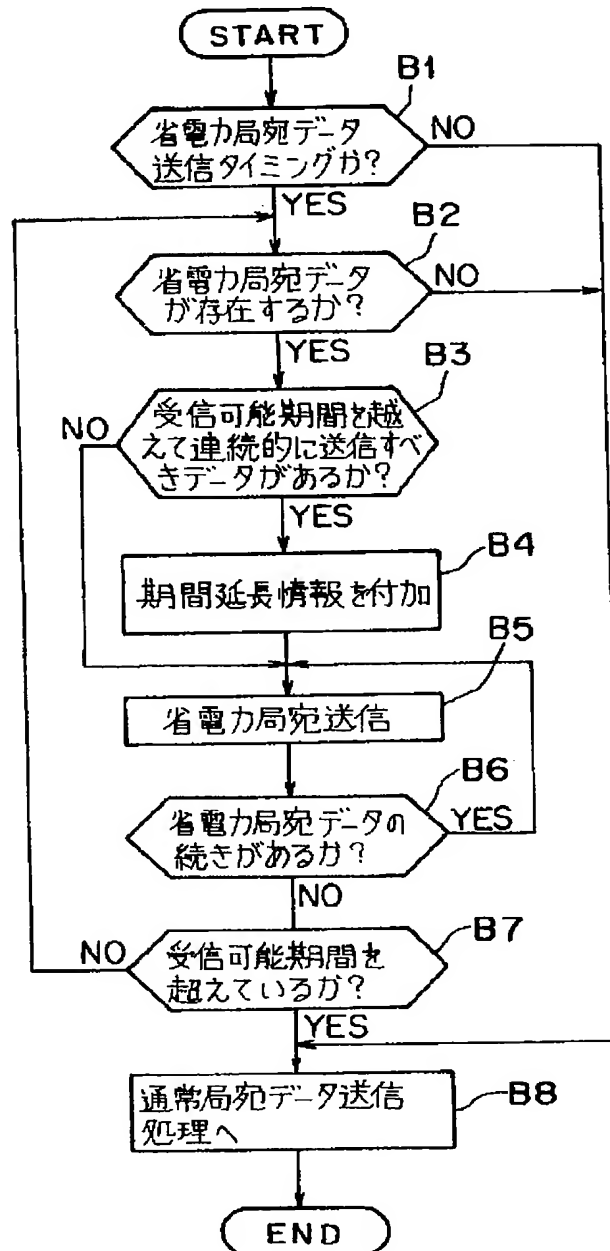 START
B1
省電力局宛データ
送信タイミングか?
NO
YES
B2
省電力局宛データ
が存在するか?
NO
YES
B3
受信可能期間を越
えて連続的に送信すべ
きデータがあるか?
NO
YES
B4
期間延長情報を付加
B5
省電力局宛送信
B6
省電力局宛データの
続きがあるか?
YES
NO
B7
受信可能期間を
超えているか?
NO
YES
B8
通常局宛データ送信
処理へ
END